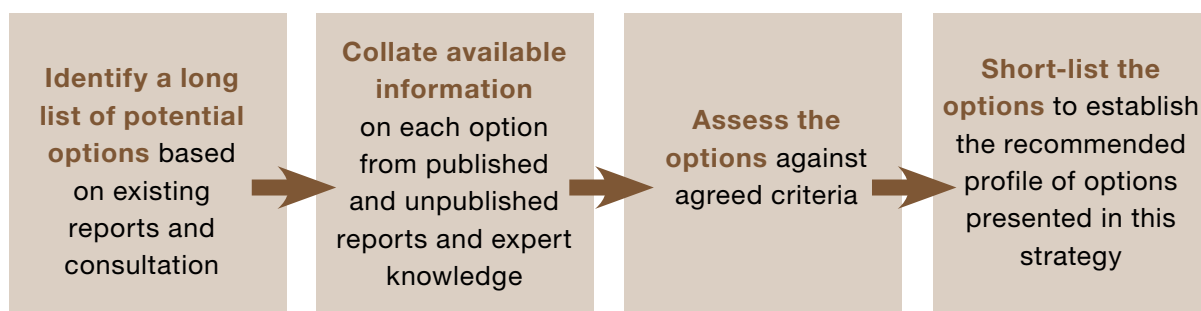 Identify a long
list of potential
options based
on existing
reports and
consultation
Collate available
information
on each option
from published
and unpublished
reports and expert
knowledge
Assess the
options against
agreed criteria
Short-list the
options to establish
the recommended
profile of options
presented in this
strategy